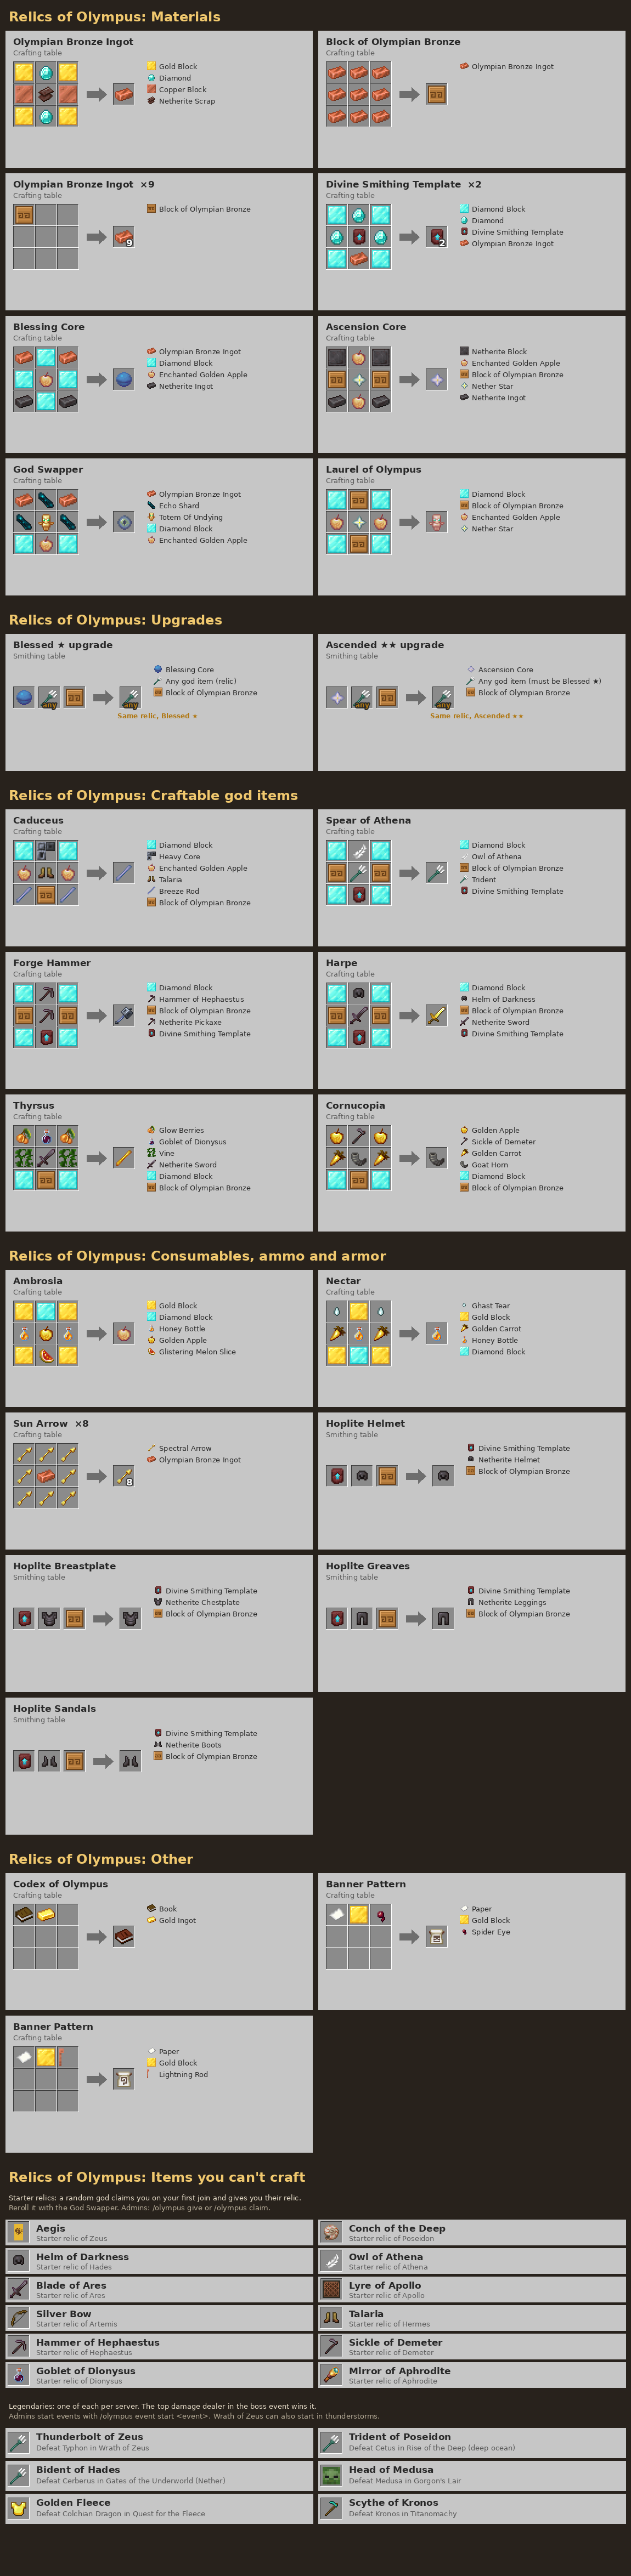 Relics of Olympus: Materials
Olympian Bronze Ingot
Crafting table
Gold Block
Diamond
Copper Block
Netherite Scrap
Block of Olympian Bronze
Crafting table
Olympian Bronze Ingot
Olympian Bronze Ingot ×9
Crafting table
9
Block of Olympian Bronze
Divine Smithing Template ×2
Crafting table
2
Diamond Block
Diamond
Divine Smithing Template
Olympian Bronze Ingot
Blessing Core
Crafting table
Olympian Bronze Ingot
Diamond Block
Enchanted Golden Apple
Netherite Ingot
Ascension Core
Crafting table
Netherite Block
Enchanted Golden Apple
Block of Olympian Bronze
Nether Star
Netherite Ingot
God Swapper
Crafting table
Olympian Bronze Ingot
Echo Shard
Totem Of Undying
Diamond Block
Enchanted Golden Apple
Laurel of Olympus
Crafting table
Diamond Block
Block of Olympian Bronze
Enchanted Golden Apple
Nether Star
Relics of Olympus: Upgrades
Blessed ★ upgrade
Smithing table
Blessing Core
Any god item (relic)
Block of Olympian Bronze
any
any
Same relic, Blessed ★
Ascended ★★ upgrade
Smithing table
Ascension Core
Any god item (must be Blessed ★)
Block of Olympian Bronze
any
any
Same relic, Ascended ★★
Relics of Olympus: Craftable god items
Caduceus
Crafting table
Diamond Block
Heavy Core
Enchanted Golden Apple
Talaria
Breeze Rod
Block of Olympian Bronze
Spear of Athena
Crafting table
Diamond Block
Owl of Athena
Block of Olympian Bronze
Trident
Divine Smithing Template
Forge Hammer
Crafting table
Diamond Block
Hammer of Hephaestus
Block of Olympian Bronze
Netherite Pickaxe
Divine Smithing Template
Harpe
Crafting table
Diamond Block
Helm of Darkness
Block of Olympian Bronze
Netherite Sword
Divine Smithing Template
Thyrsus
Crafting table
Glow Berries
Goblet of Dionysus
Vine
Netherite Sword
Diamond Block
Block of Olympian Bronze
Cornucopia
Crafting table
Golden Apple
Sickle of Demeter
Golden Carrot
Goat Horn
Diamond Block
Block of Olympian Bronze
Relics of Olympus: Consumables, ammo and armor
Ambrosia
Crafting table
Gold Block
Diamond Block
Honey Bottle
Golden Apple
Glistering Melon Slice
Nectar
Crafting table
Ghast Tear
Gold Block
Golden Carrot
Honey Bottle
Diamond Block
Sun Arrow ×8
Crafting table
8
Spectral Arrow
Olympian Bronze Ingot
Hoplite Helmet
Smithing table
Divine Smithing Template
Netherite Helmet
Block of Olympian Bronze
Hoplite Breastplate
Smithing table
Divine Smithing Template
Netherite Chestplate
Block of Olympian Bronze
Hoplite Greaves
Smithing table
Divine Smithing Template
Netherite Leggings
Block of Olympian Bronze
Hoplite Sandals
Smithing table
Divine Smithing Template
Netherite Boots
Block of Olympian Bronze
Relics of Olympus: Other
Codex of Olympus
Crafting table
Book
Gold Ingot
Banner Pattern
Crafting table
Paper
Gold Block
Spider Eye
Banner Pattern
Crafting table
Paper
Gold Block
Lightning Rod
Relics of Olympus: Items you can't craft
Starter relics: a random god claims you on your first join and gives you their relic.
Reroll it with the God Swapper. Admins: /olympus give or /olympus claim.
Aegis
Starter relic of Zeus
Conch of the Deep
Starter relic of Poseidon
Helm of Darkness
Starter relic of Hades
Owl of Athena
Starter relic of Athena
Blade of Ares
Starter relic of Ares
Lyre of Apollo
Starter relic of Apollo
Silver Bow
Starter relic of Artemis
Talaria
Starter relic of Hermes
Hammer of Hephaestus
Starter relic of Hephaestus
Sickle of Demeter
Starter relic of Demeter
Goblet of Dionysus
Starter relic of Dionysus
Mirror of Aphrodite
Starter relic of Aphrodite
Legendaries: one of each per server. The top damage dealer in the boss event wins it.
Admins start events with /olympus event start <event>. Wrath of Zeus can also start in thunderstorms.
Thunderbolt of Zeus
Defeat Typhon in Wrath of Zeus
Trident of Poseidon
Defeat Cetus in Rise of the Deep (deep ocean)
Bident of Hades
Defeat Cerberus in Gates of the Underworld (Nether)
Head of Medusa
Defeat Medusa in Gorgon's Lair
Golden Fleece
Defeat Colchian Dragon in Quest for the Fleece
Scythe of Kronos
Defeat Kronos in Titanomachy